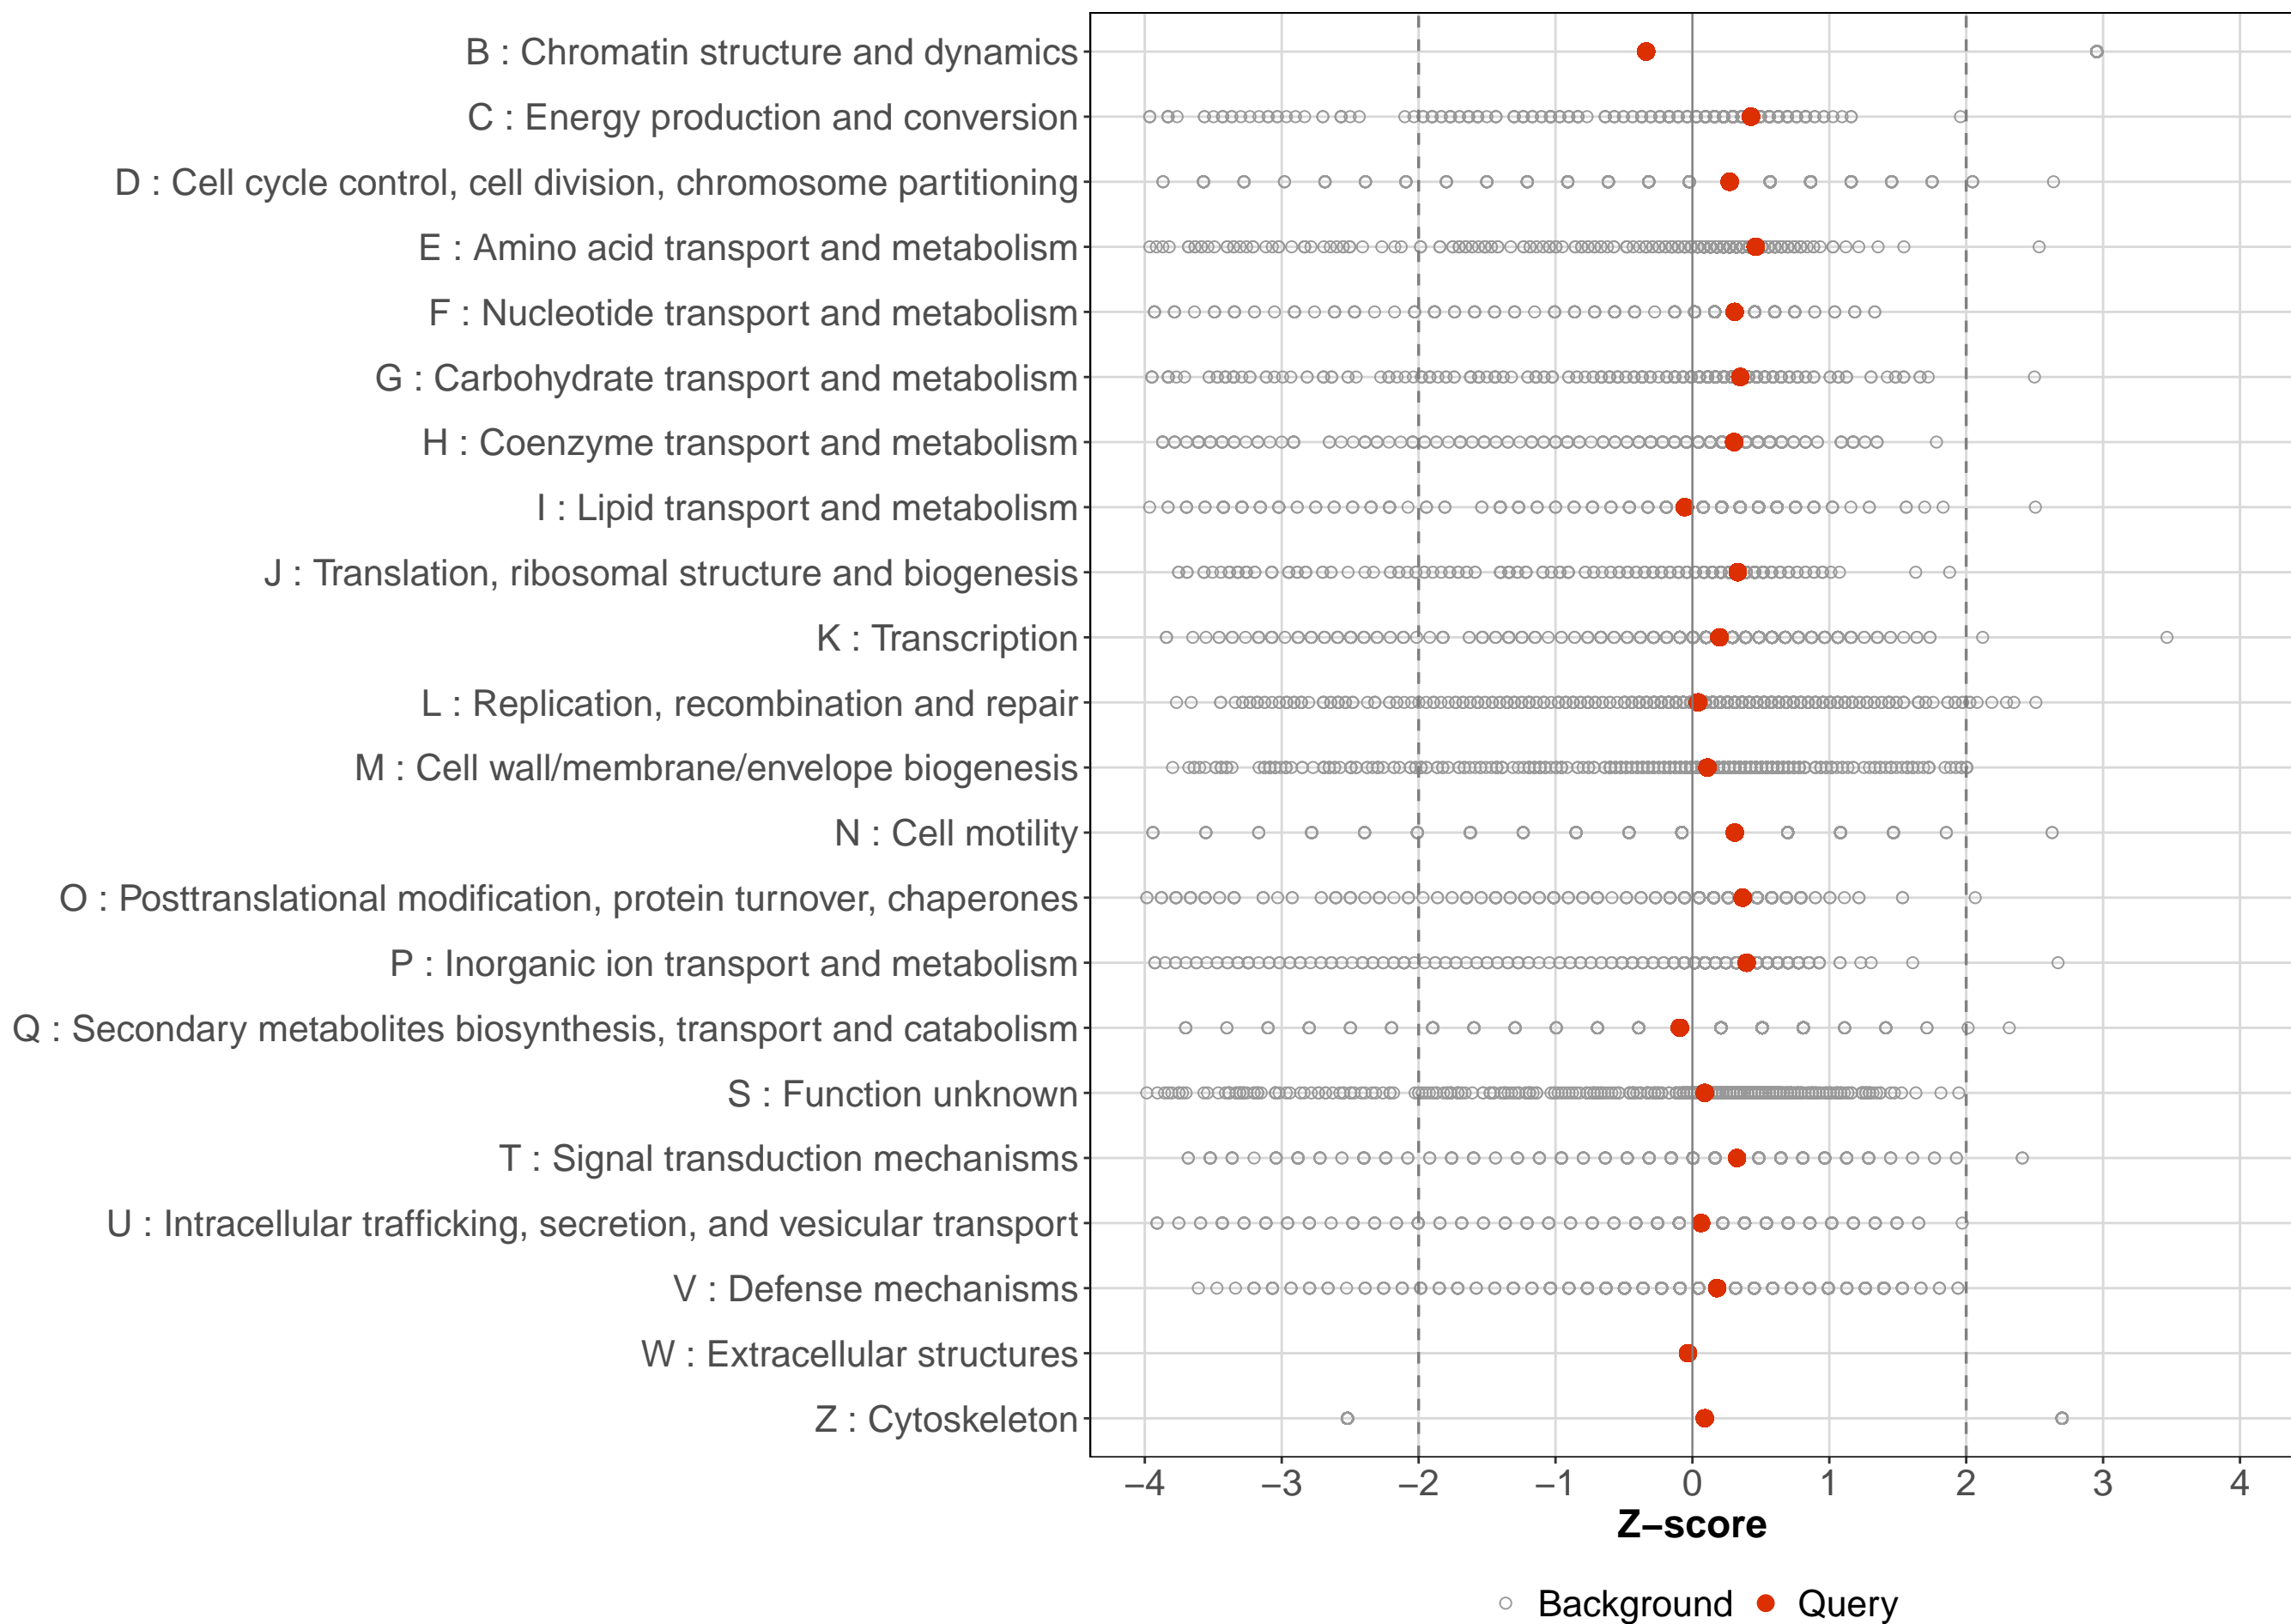 B : Chromatin structure and dynamics
C : Energy production and conversion
D : Cell cycle control, cell division, chromosome partitioning
E : Amino acid transport and metabolism
F : Nucleotide transport and metabolism
G : Carbohydrate transport and metabolism
H : Coenzyme transport and metabolism
I : Lipid transport and metabolism
J : Translation, ribosomal structure and biogenesis
K : Transcription
L : Replication, recombination and repair
M : Cell wall/membrane/envelope biogenesis
N : Cell motility
O : Posttranslational modification, protein turnover, chaperones
P : Inorganic ion transport and metabolism
Q : Secondary metabolites biosynthesis, transport and catabolism
S : Function unknown
T : Signal transduction mechanisms
U : Intracellular trafficking, secretion, and vesicular transport
V : Defense mechanisms
W : Extracellular structures
Z : Cytoskeleton
−4 −3 −2 −1 0 1 2 3 4
Z−score
Background Query